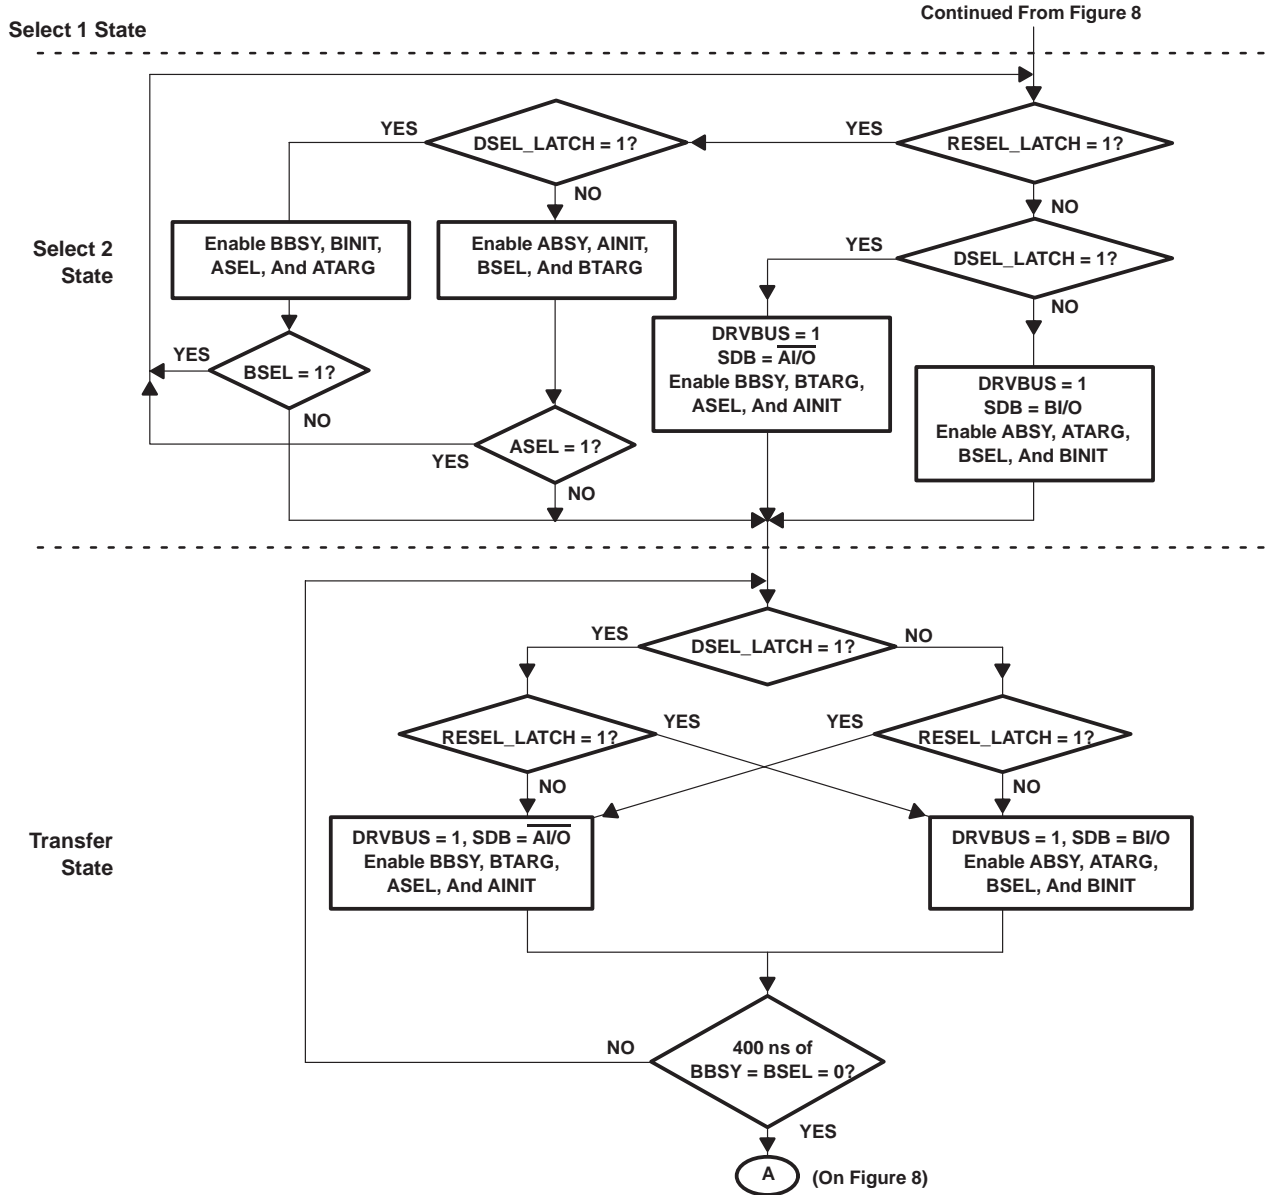 Continued From Figure 8
Select 1 State
YES
DSEL_LATCH = 1?
YES
RESEL_LATCH = 1?
NO
NO
Select 2
State
Enable BBSY, BINIT,
ASEL, And ATARG
Enable ABSY, AINIT,
BSEL, And BTARG
YES
DSEL_LATCH = 1?
NO
YES
BSEL = 1?
NO
DRVBUS = 1
SDB = A̅I̅/̅O̅
Enable BBSY, BTARG,
ASEL, And AINIT
DRVBUS = 1
SDB = BI/O
Enable ABSY, ATARG,
BSEL, And BINIT
YES
ASEL = 1?
NO
YES
DSEL_LATCH = 1?
NO
RESEL_LATCH = 1?
YES
NO
YES
RESEL_LATCH = 1?
NO
Transfer
State
DRVBUS = 1, SDB = A̅I̅/̅O̅
Enable BBSY, BTARG,
ASEL, And AINIT
DRVBUS = 1, SDB = BI/O
Enable ABSY, ATARG,
BSEL, And BINIT
NO
400 ns of
BBSY = BSEL = 0?
YES
A
(On Figure 8)